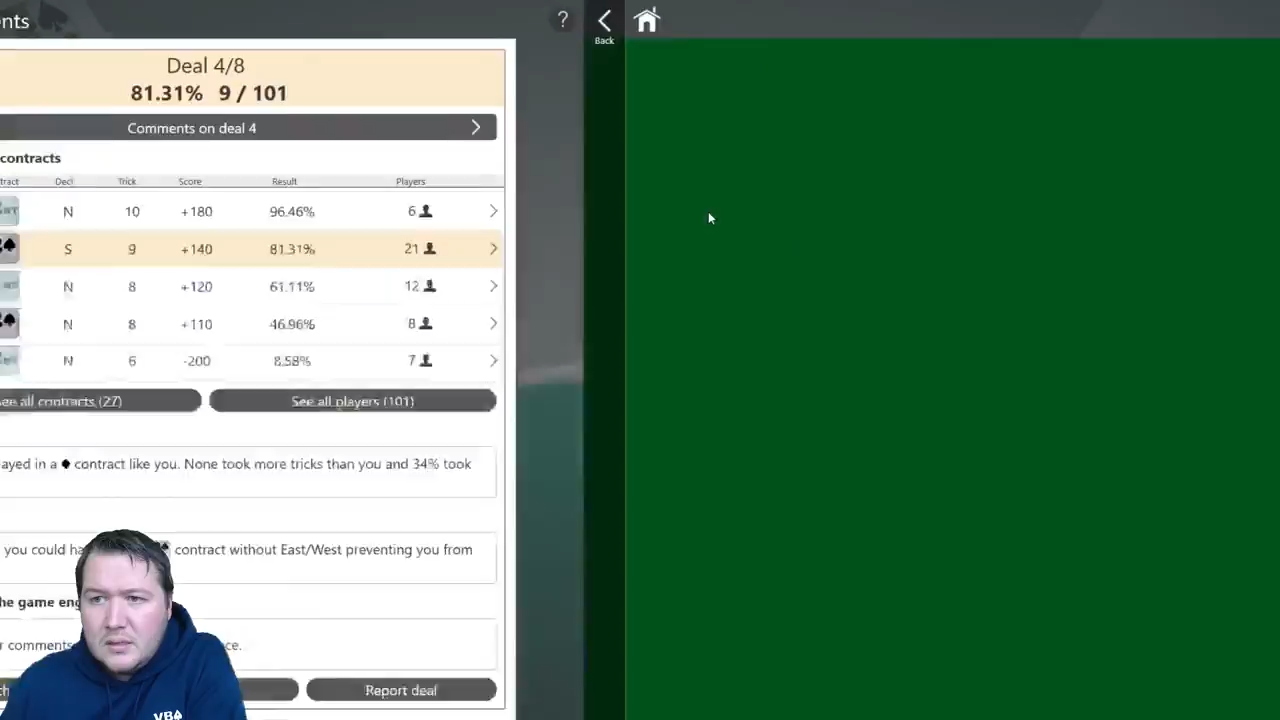 nts
?
Back
Deal 4/8
81.31% 9 / 101
Comments on deal 4
contracts
tract Decl Trick Score Result Players
N 10 +180 96.46% 6
S 9 +140 81.31% 21
N 8 +120 61.11% 12
N 8 +110 46.96% 8
N 6 -200 8.58% 7
ee all contracts (27) See all players (101)
ayed in a ♠ contract like you. None took more tricks than you and 34% took
you could ha contract without East/West preventing you from
he game eng
r comments ce.
Report deal
VB